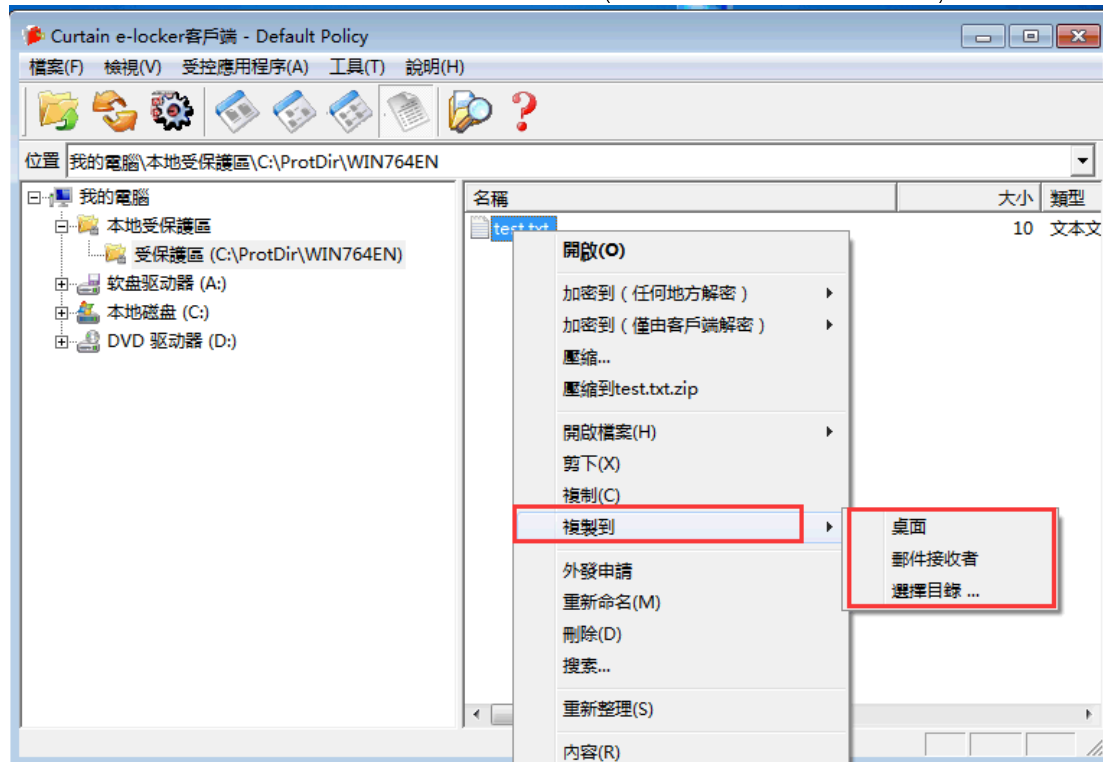 Curtain e-locker客戶端 - Default Policy
檔案(F) 檢視(V) 受控應用程序(A) 工具(T) 說明(H)
位置 我的電腦\本地受保護區\C:\ProtDir\WIN764EN
我的電腦
本地受保護區
受保護區 (C:\ProtDir\WIN764EN)
软盘驱动器 (A:)
本地磁盘 (C:)
DVD 驱动器 (D:)
名稱 大小 類型
test.txt 10 文本文
開啟(O)
加密到（任何地方解密）
加密到（僅由客戶端解密）
壓缩...
壓缩到test.txt.zip
開啟檔案(H)
剪下(X)
複制(C)
複製到
外發申請
重新命名(M)
刪除(D)
搜索...
重新整理(S)
內容(R)
桌面
郵件接收者
選擇目錄 ...